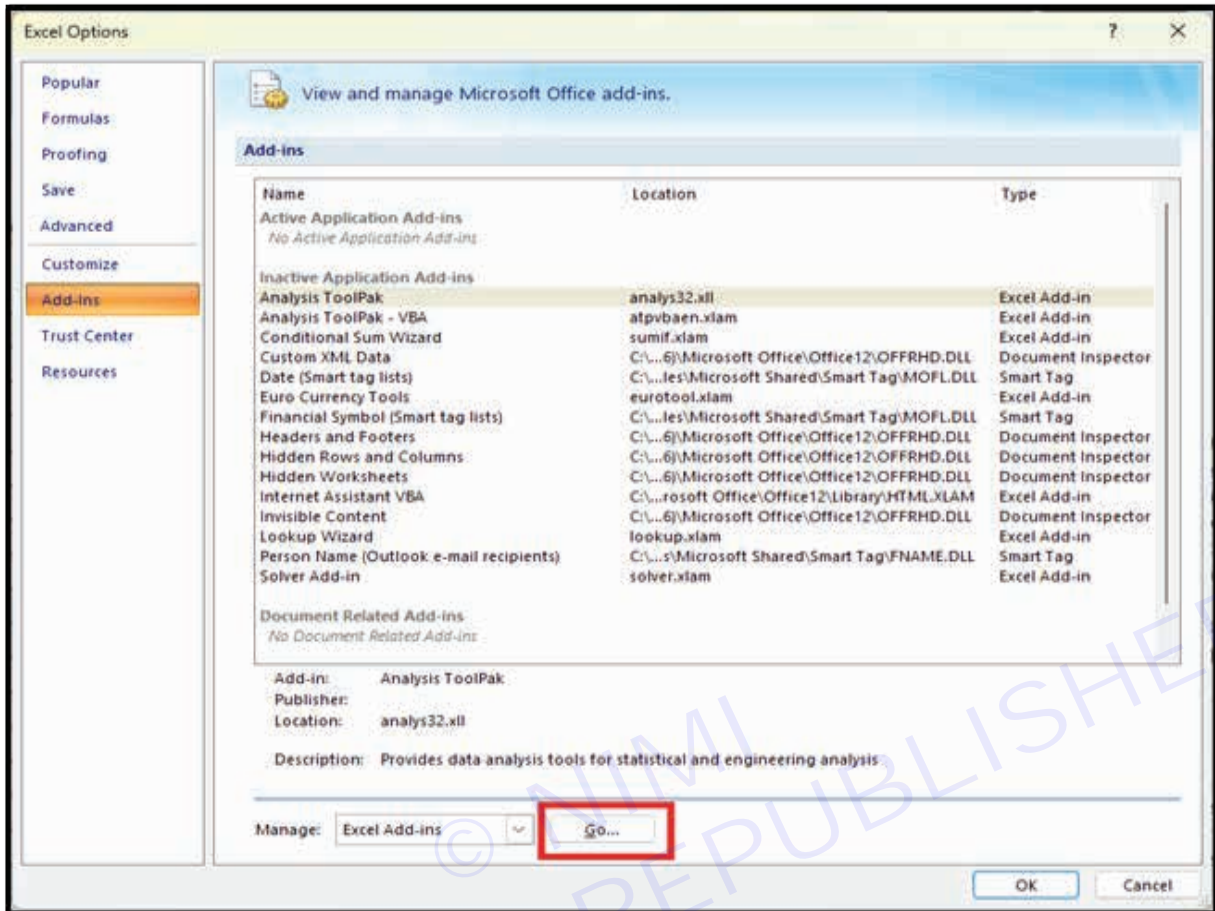 Excel Options
?
Popular
Formulas
Proofing
Save
Advanced
Customize
Add-Ins
Trust Center
Resources
View and manage Microsoft Office add-ins.
Add-ins
Name Location Type
Active Application Add-ins
No Active Application Add-ins
Inactive Application Add-ins
Analysis ToolPak analys32.xll Excel Add-in
Analysis ToolPak - VBA atpvbaen.xlam Excel Add-in
Conditional Sum Wizard sumif.xlam Excel Add-in
Custom XML Data C:\...6)\Microsoft Office\Office12\OFFRHD.DLL Document Inspector
Date (Smart tag lists) C:\...les\Microsoft Shared\Smart Tag\MOFL.DLL Smart Tag
Euro Currency Tools eurotool.xlam Excel Add-in
Financial Symbol (Smart tag lists) C:\...les\Microsoft Shared\Smart Tag\MOFL.DLL Smart Tag
Headers and Footers C:\...6)\Microsoft Office\Office12\OFFRHD.DLL Document Inspector
Hidden Rows and Columns C:\...6)\Microsoft Office\Office12\OFFRHD.DLL Document Inspector
Hidden Worksheets C:\...6)\Microsoft Office\Office12\OFFRHD.DLL Document Inspector
Internet Assistant VBA C:\...rosoft Office\Office12\Library\HTML.XLAM Excel Add-in
Invisible Content C:\...6)\Microsoft Office\Office12\OFFRHD.DLL Document Inspector
Lookup Wizard lookup.xlam Excel Add-in
Person Name (Outlook e-mail recipients) C:\...s\Microsoft Shared\Smart Tag\FNAME.DLL Smart Tag
Solver Add-in solver.xlam Excel Add-in
Document Related Add-ins
No Document Related Add-ins
Add-in: Analysis ToolPak
Publisher:
Location: analys32.xll
Description: Provides data analysis tools for statistical and engineering analysis
Manage: Excel Add-ins Go...
OK Cancel
© NIMI
REPUBLISHE